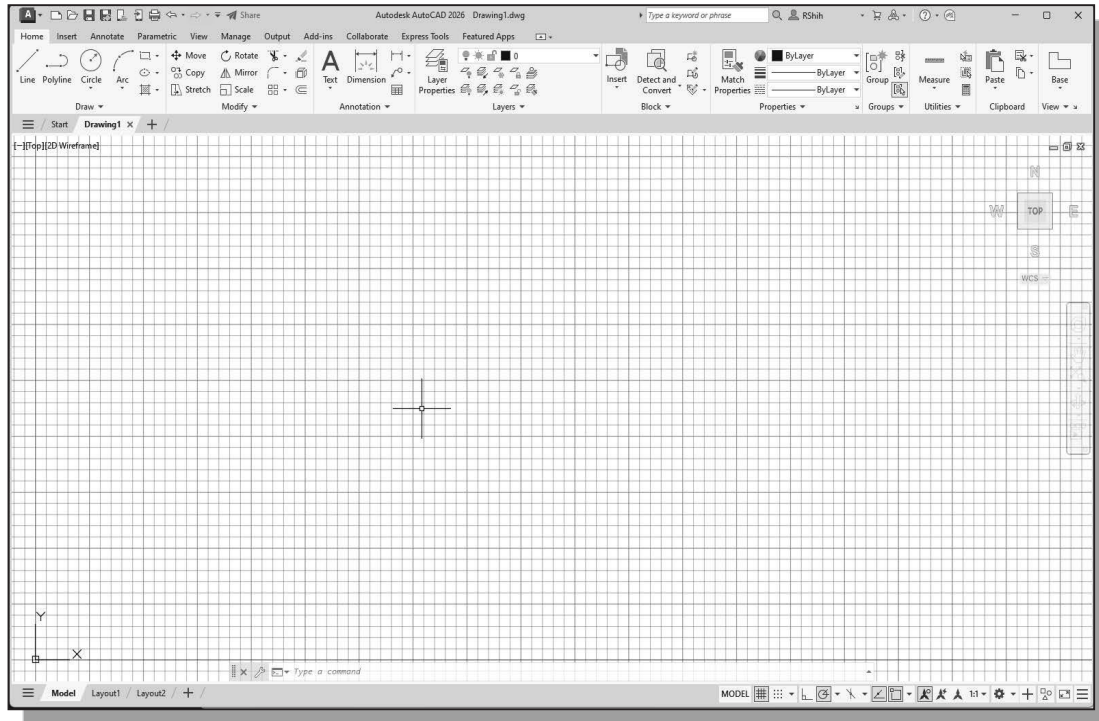 A Share Autodesk AutoCAD 2026 Drawing1.dwg Type a keyword or phrase RShih
Home Insert Annotate Parametric View Manage Output Add-ins Collaborate Express Tools Featured Apps
Line Polyline Circle Arc
Move Rotate
Copy Mirror
Stretch Scale
Text Dimension
Layer Properties
0
Insert Detect and Convert
Match Properties
ByLayer
ByLayer
ByLayer
Group Measure Paste Base
Draw Modify Annotation Layers Block Properties Groups Utilities Clipboard View
Start Drawing1 × +
[−][Top][2D Wireframe]
N
W TOP E
S
WCS
Y
X
Type a command
Model Layout1 Layout2 + MODEL 1:1